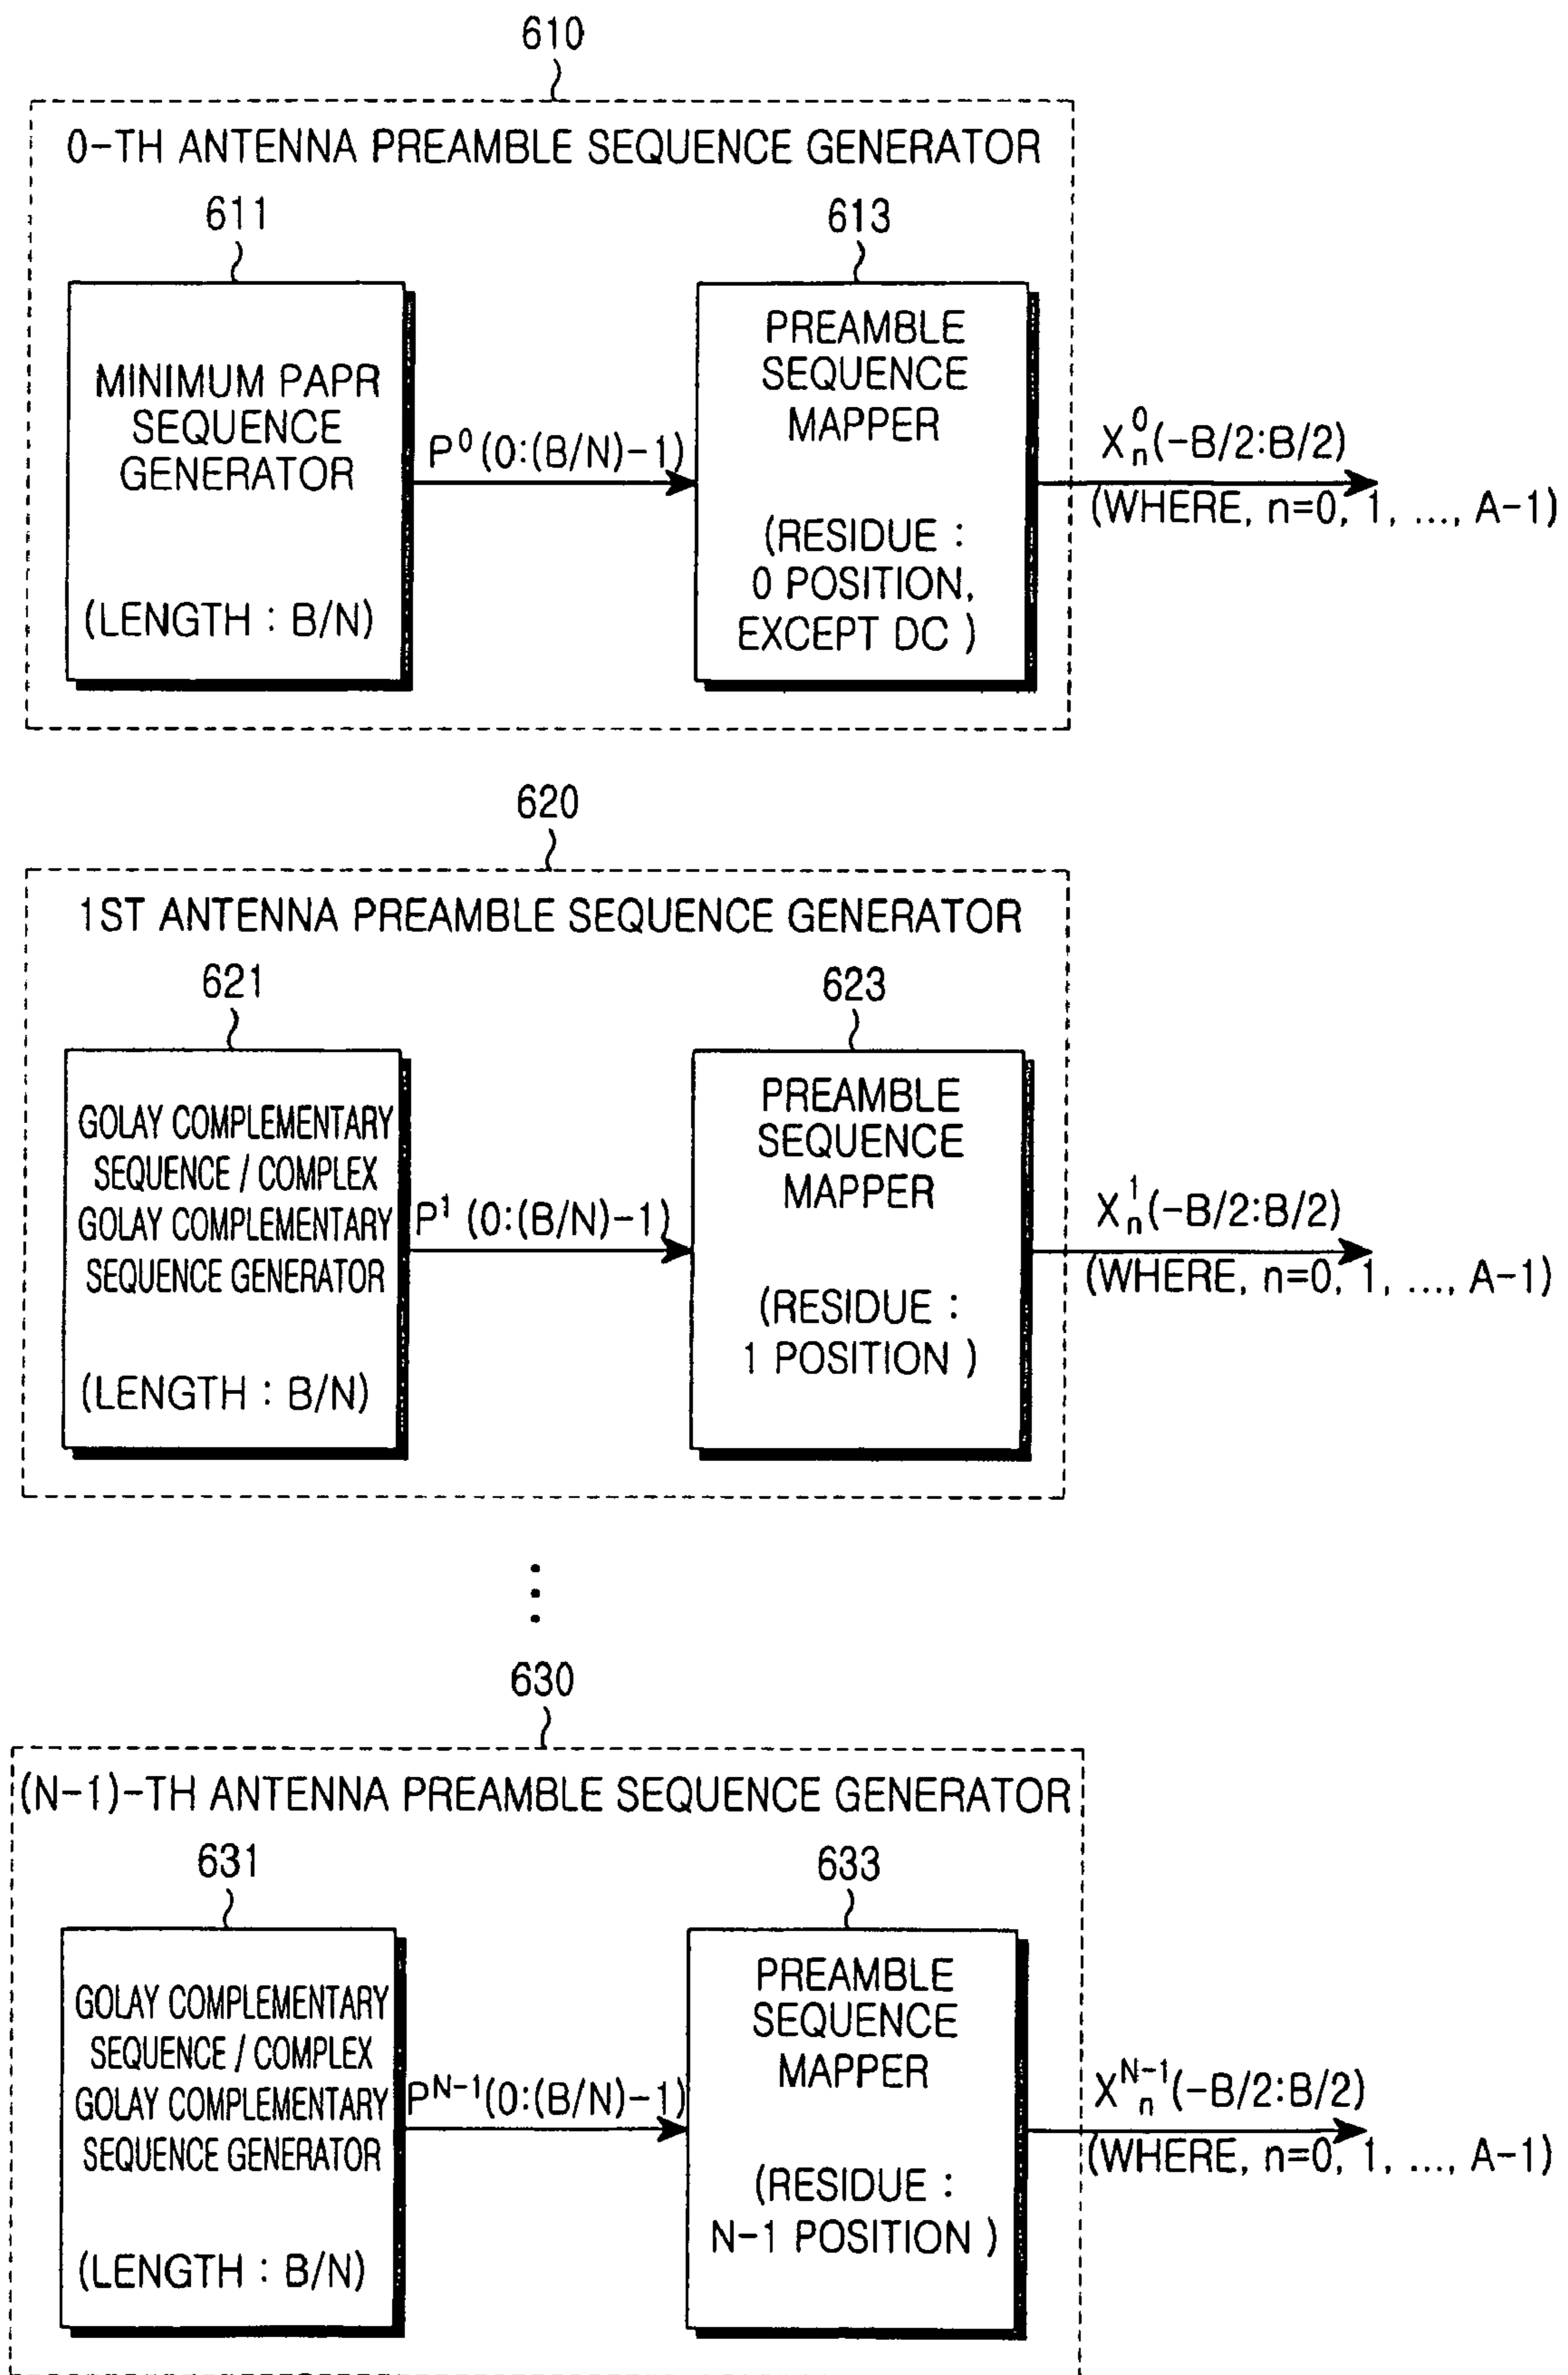 610
0-TH ANTENNA PREAMBLE SEQUENCE GENERATOR
611
613
MINIMUM PAPR
SEQUENCE
GENERATOR
(LENGTH : B/N)
P⁰(0:(B/N)-1)
PREAMBLE
SEQUENCE
MAPPER
(RESIDUE :
0 POSITION,
EXCEPT DC )
Xₙ⁰(-B/2:B/2)
(WHERE, n=0, 1, ..., A-1)
620
1ST ANTENNA PREAMBLE SEQUENCE GENERATOR
621
623
GOLAY COMPLEMENTARY
SEQUENCE / COMPLEX
GOLAY COMPLEMENTARY
SEQUENCE GENERATOR
(LENGTH : B/N)
P¹ (0:(B/N)-1)
PREAMBLE
SEQUENCE
MAPPER
(RESIDUE :
1 POSITION )
Xₙ¹(-B/2:B/2)
(WHERE, n=0, 1, ..., A-1)
630
(N-1)-TH ANTENNA PREAMBLE SEQUENCE GENERATOR
631
633
GOLAY COMPLEMENTARY
SEQUENCE / COMPLEX
GOLAY COMPLEMENTARY
SEQUENCE GENERATOR
(LENGTH : B/N)
Pᴺ⁻¹(0:(B/N)-1)
PREAMBLE
SEQUENCE
MAPPER
(RESIDUE :
N-1 POSITION )
Xₙᴺ⁻¹(-B/2:B/2)
(WHERE, n=0, 1, ..., A-1)